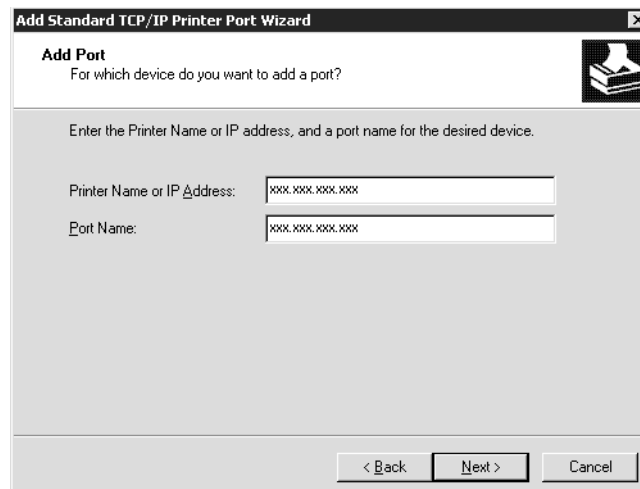 Add Standard TCP/IP Printer Port Wizard
Add Port
For which device do you want to add a port?
Enter the Printer Name or IP address, and a port name for the desired device.
Printer Name or IP Address: xxx.xxx.xxx.xxx
Port Name: xxx.xxx.xxx.xxx
< Back Next > Cancel